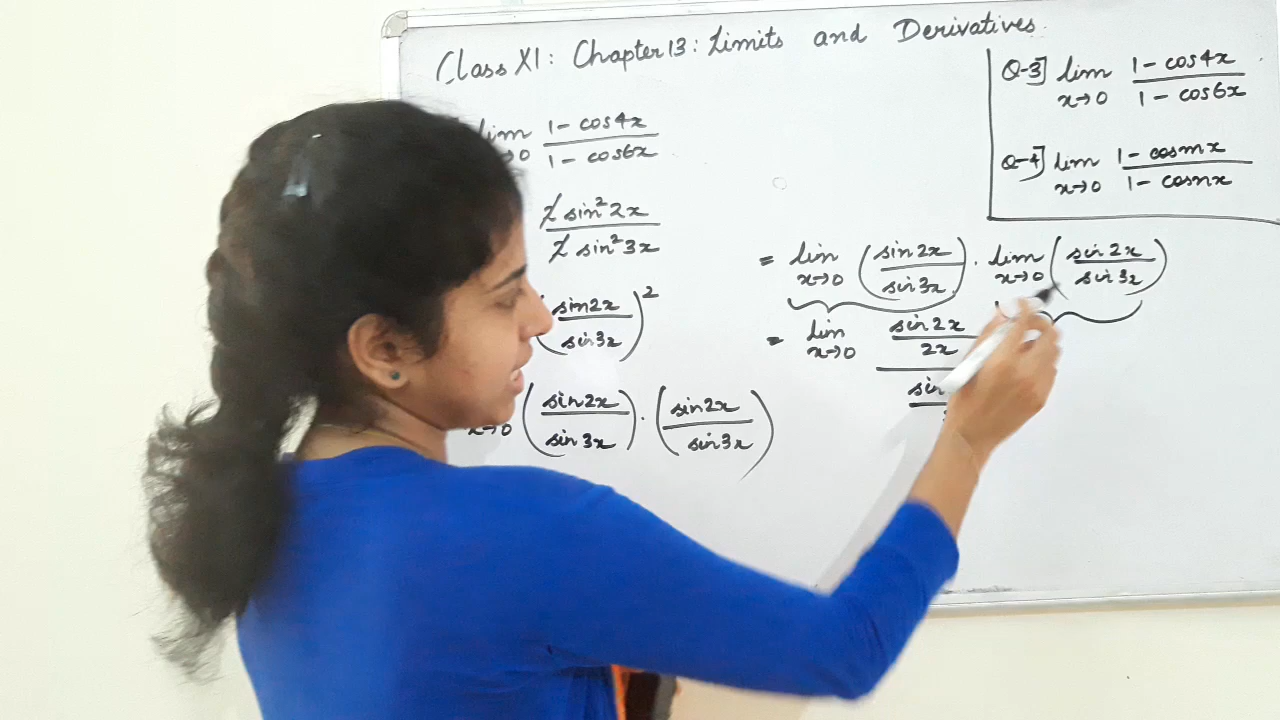 Class XI: Chapter 13: Limits and Derivatives
Q-3] lim x→0 (1 - cos4x)/(1 - cos6x)
Q-4] lim x→0 (1 - cosmx)/(1 - cosnx)
lim x→0 (1 - cos4x)/(1 - cos6x)
2 sin²2x / 2 sin²3x
(sin2x / sin3x)²
x→0 (sin2x / sin3x) . (sin2x / sin3x)
= lim x→0 (sin2x / sin3x) . lim x→0 (sin2x / sin3x)
= lim x→0 (sin2x / 2x) / (sin